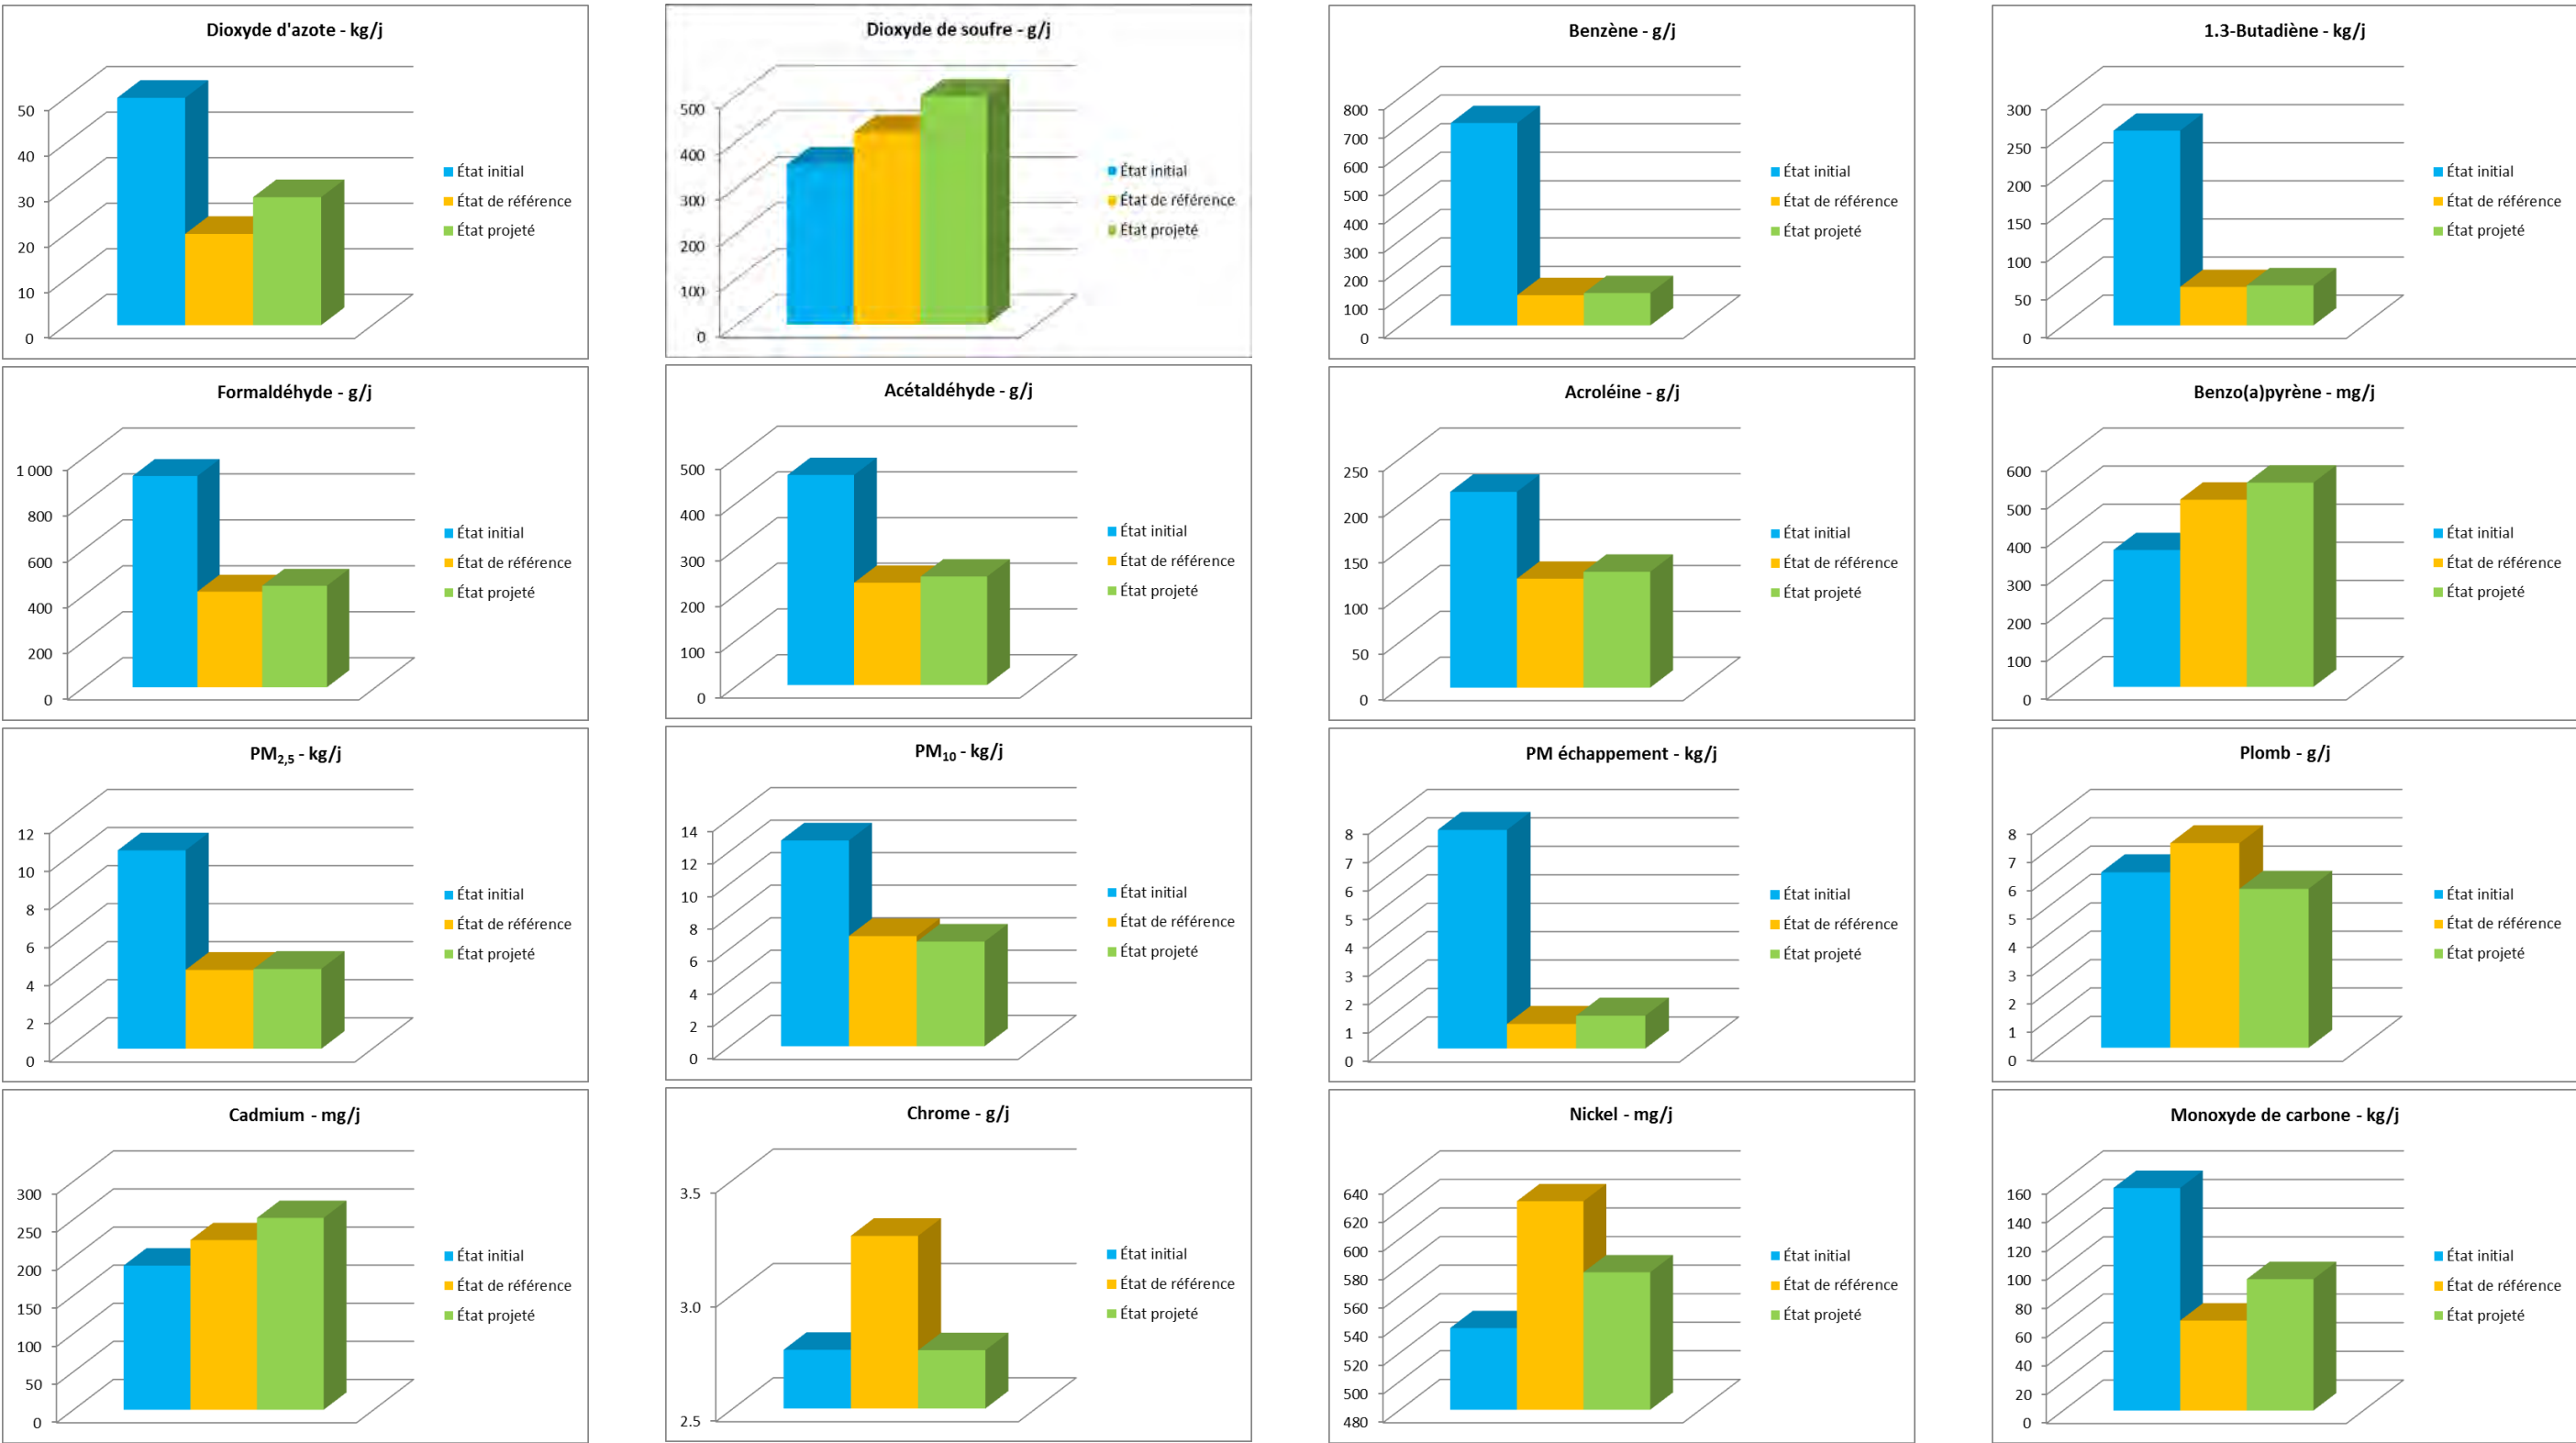 Dioxyde d'azote - kg/j
50
40
30
20
10
0
État initial
État de référence
État projeté
Dioxyde de soufre - g/j
500
400
300
200
100
0
État initial
État de référence
État projeté
Benzène - g/j
800
700
600
500
400
300
200
100
0
État initial
État de référence
État projeté
1.3-Butadiène - kg/j
300
250
200
150
100
50
0
État initial
État de référence
État projeté
Formaldéhyde - g/j
1 000
800
600
400
200
0
État initial
État de référence
État projeté
Acétaldéhyde - g/j
500
400
300
200
100
0
État initial
État de référence
État projeté
Acroléine - g/j
250
200
150
100
50
0
État initial
État de référence
État projeté
Benzo(a)pyrène - mg/j
600
500
400
300
200
100
0
État initial
État de référence
État projeté
PM2,5 - kg/j
12
10
8
6
4
2
0
État initial
État de référence
État projeté
PM10 - kg/j
14
12
10
8
6
4
2
0
État initial
État de référence
État projeté
PM échappement - kg/j
8
7
6
5
4
3
2
1
0
État initial
État de référence
État projeté
Plomb - g/j
8
7
6
5
4
3
2
1
0
État initial
État de référence
État projeté
Cadmium - mg/j
300
250
200
150
100
50
0
État initial
État de référence
État projeté
Chrome - g/j
3.5
3.0
2.5
État initial
État de référence
État projeté
Nickel - mg/j
640
620
600
580
560
540
520
500
480
État initial
État de référence
État projeté
Monoxyde de carbone - kg/j
160
140
120
100
80
60
40
20
0
État initial
État de référence
État projeté